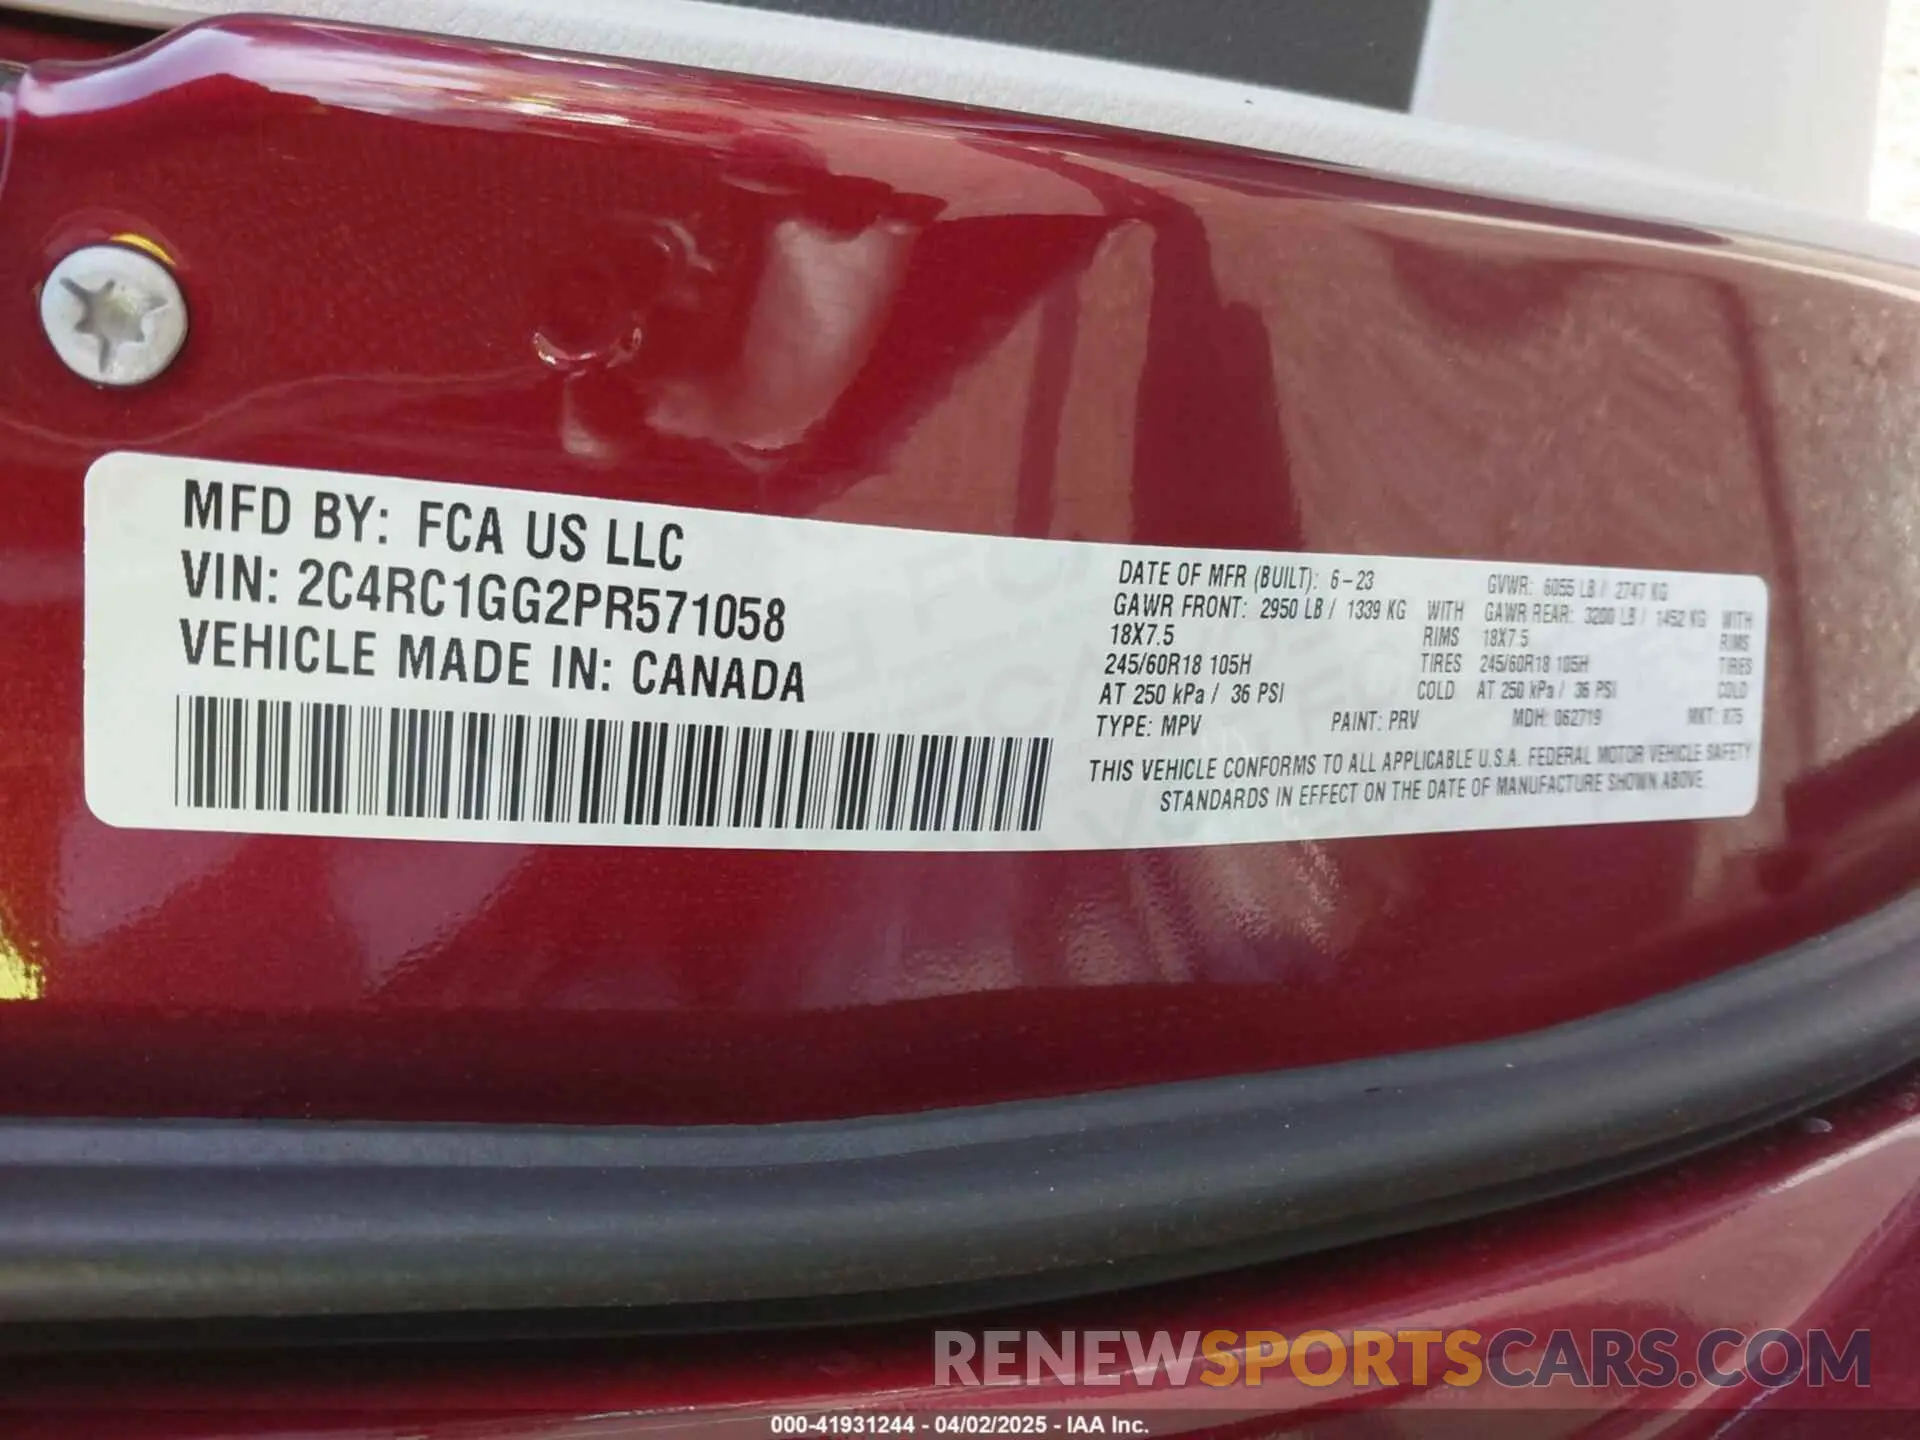 MFD BY: FCA US LLC
VIN: 2C4RC1GG2PR571058
VEHICLE MADE IN: CANADA
DATE OF MFR (BUILT): 6-23 GVWR: 6055 LB / 2747 KG
GAWR FRONT: 2950 LB / 1339 KG WITH GAWR REAR: 3200 LB / 1452 KG WITH
18X7.5 RIMS 18X7.5 RIMS
245/60R18 105H TIRES 245/60R18 105H TIRES
AT 250 kPa / 36 PSI COLD AT 250 kPa / 36 PSI COLD
TYPE: MPV PAINT: PRV MDH: 062719 MKT: K75
THIS VEHICLE CONFORMS TO ALL APPLICABLE U.S.A. FEDERAL MOTOR VEHICLE SAFETY
STANDARDS IN EFFECT ON THE DATE OF MANUFACTURE SHOWN ABOVE.
RENEWSPORTSCARS.COM
000-41931244 - 04/02/2025 - IAA Inc.